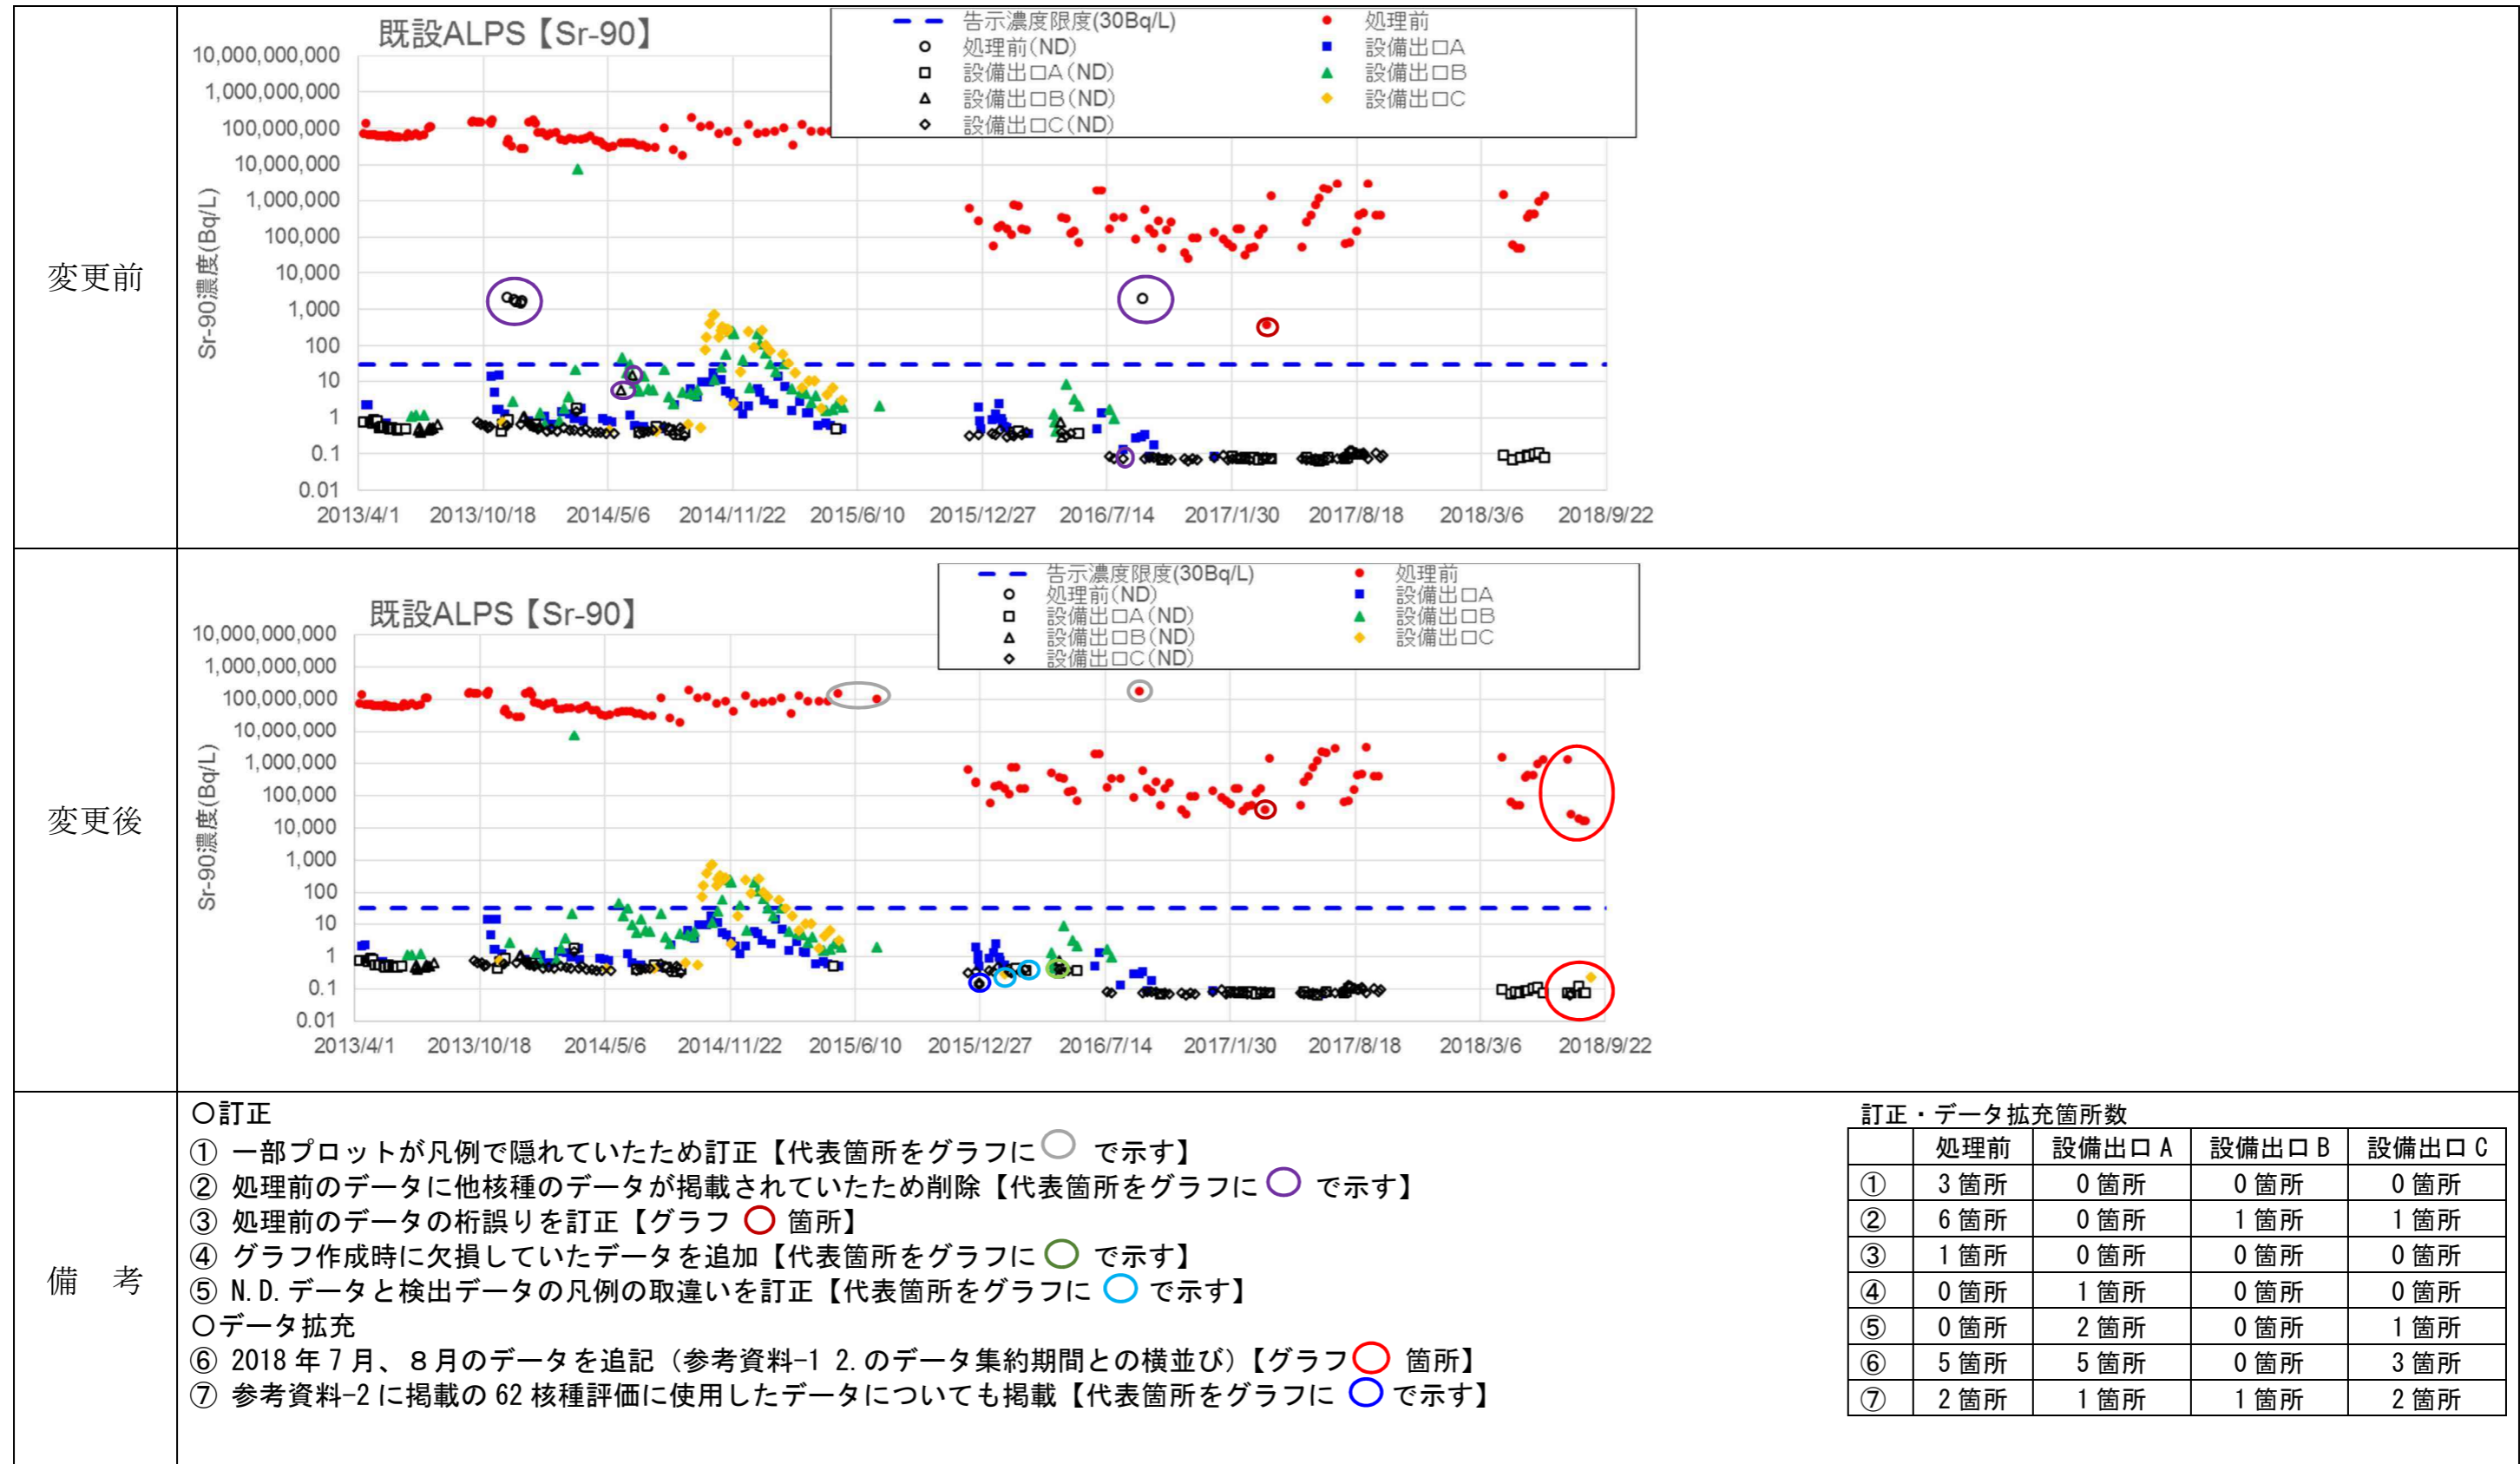 変更前
既設ALPS【Sr-90】
告示濃度限度(30Bq/L)
処理前
処理前(ND)
設備出口A
設備出口A(ND)
設備出口B
設備出口B(ND)
設備出口C
設備出口C(ND)
Sr-90濃度(Bq/L)
10,000,000,000
1,000,000,000
100,000,000
10,000,000
1,000,000
100,000
10,000
1,000
100
10
1
0.1
0.01
2013/4/1 2013/10/18 2014/5/6 2014/11/22 2015/6/10 2015/12/27 2016/7/14 2017/1/30 2017/8/18 2018/3/6 2018/9/22
変更後
既設ALPS【Sr-90】
告示濃度限度(30Bq/L)
処理前
処理前(ND)
設備出口A
設備出口A(ND)
設備出口B
設備出口B(ND)
設備出口C
設備出口C(ND)
Sr-90濃度(Bq/L)
10,000,000,000
1,000,000,000
100,000,000
10,000,000
1,000,000
100,000
10,000
1,000
100
10
1
0.1
0.01
2013/4/1 2013/10/18 2014/5/6 2014/11/22 2015/6/10 2015/12/27 2016/7/14 2017/1/30 2017/8/18 2018/3/6 2018/9/22
備 考
○訂正
① 一部プロットが凡例で隠れていたため訂正【代表箇所をグラフに で示す】
② 処理前のデータに他核種のデータが掲載されていたため削除【代表箇所をグラフに で示す】
③ 処理前のデータの桁誤りを訂正【グラフ 箇所】
④ グラフ作成時に欠損していたデータを追加【代表箇所をグラフに で示す】
⑤ N.D.データと検出データの凡例の取違いを訂正【代表箇所をグラフに で示す】
○データ拡充
⑥ 2018年7月、8月のデータを追記（参考資料-1 2.のデータ集約期間との横並び）【グラフ 箇所】
⑦ 参考資料-2に掲載の62核種評価に使用したデータについても掲載【代表箇所をグラフに で示す】
訂正・データ拡充箇所数
処理前 設備出口A 設備出口B 設備出口C
① 3箇所 0箇所 0箇所 0箇所
② 6箇所 0箇所 1箇所 1箇所
③ 1箇所 0箇所 0箇所 0箇所
④ 0箇所 1箇所 0箇所 0箇所
⑤ 0箇所 2箇所 0箇所 1箇所
⑥ 5箇所 5箇所 0箇所 3箇所
⑦ 2箇所 1箇所 1箇所 2箇所